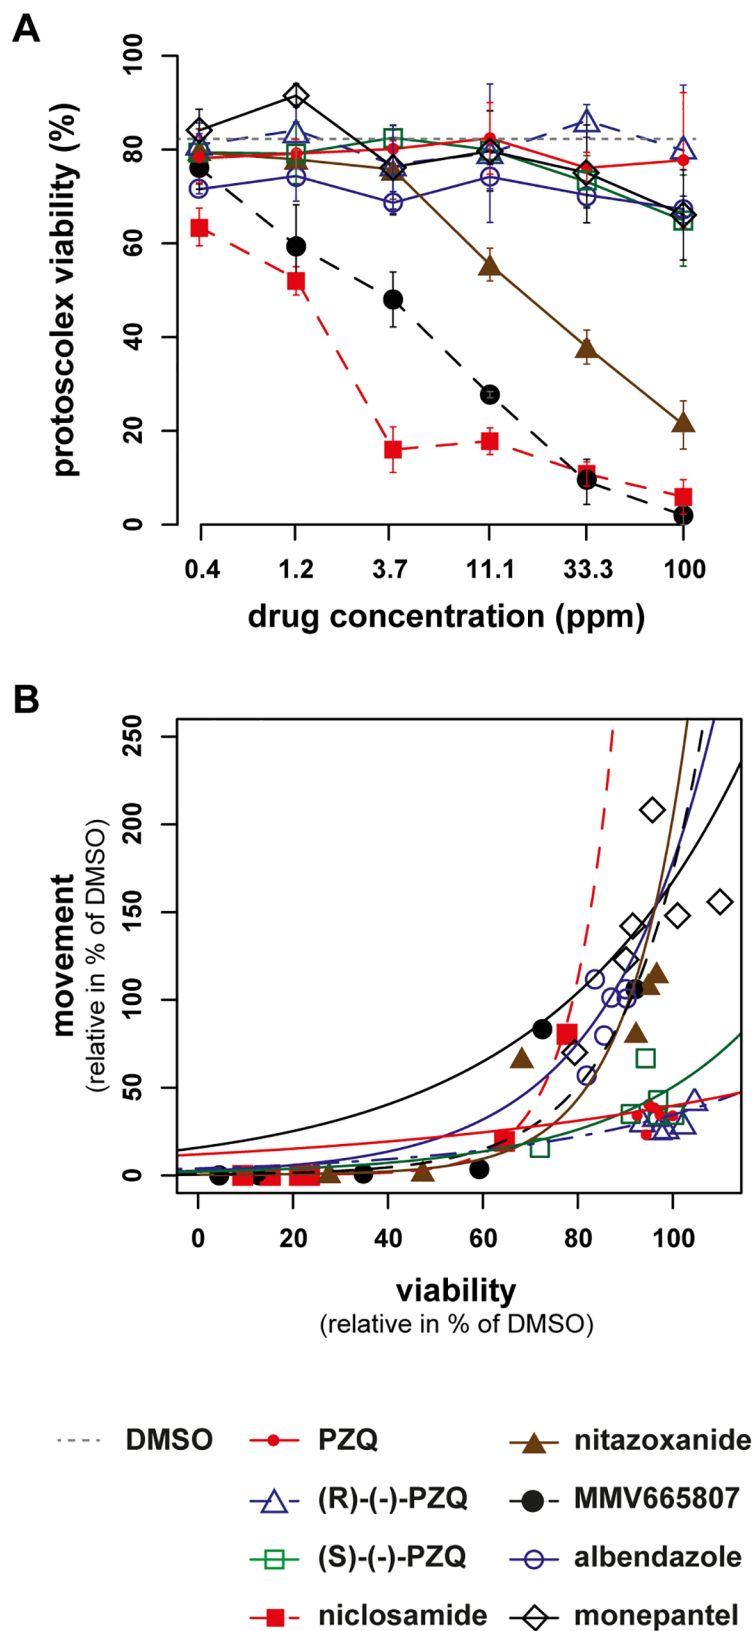 A
protoscolex viability (%)
100
80
60
40
20
0
0.4 1.2 3.7 11.1 33.3 100
drug concentration (ppm)
B
movement
(relative in % of DMSO)
250
200
150
100
50
0
0 20 40 60 80 100
viability
(relative in % of DMSO)
DMSO PZQ nitazoxanide
(R)-(-)-PZQ MMV665807
(S)-(-)-PZQ albendazole
niclosamide monepantel